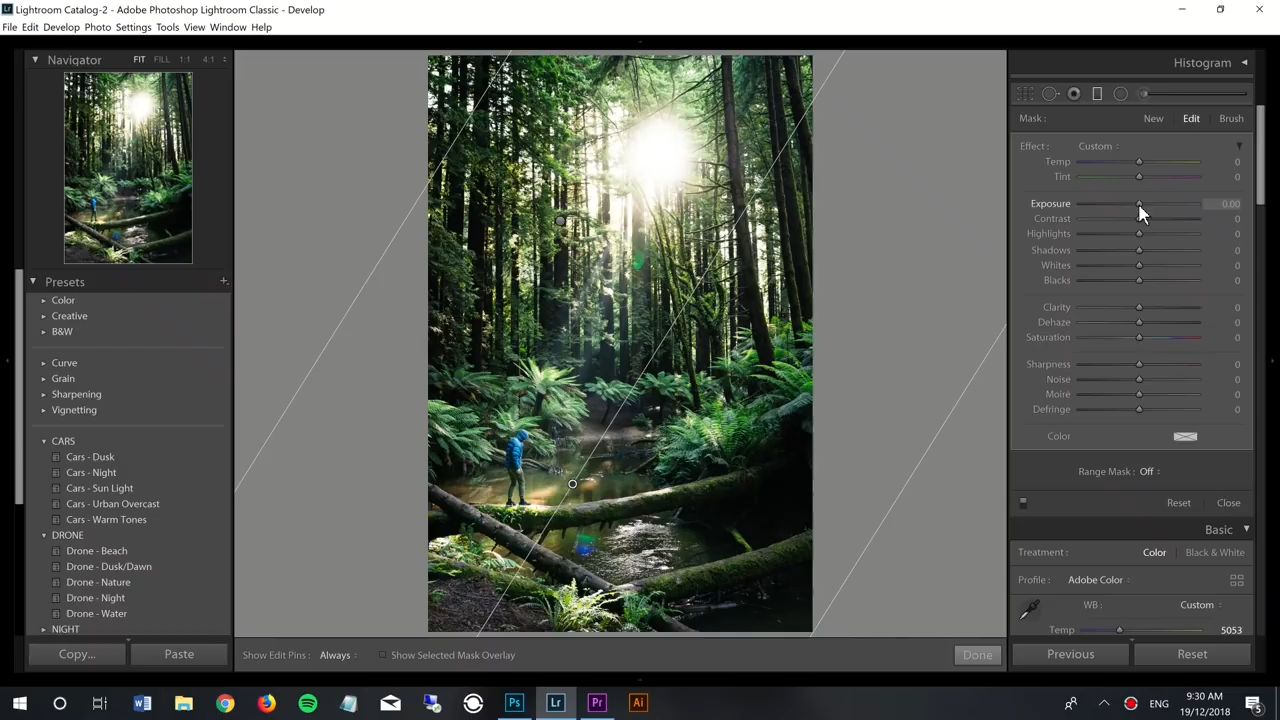 Lr Lightroom Catalog-2 - Adobe Photoshop Lightroom Classic - Develop
File Edit Develop Photo Settings Tools View Window Help
Navigator FIT FILL 1:1 4:1
Presets +
Color
Creative
B&W
Curve
Grain
Sharpening
Vignetting
CARS
Cars - Dusk
Cars - Night
Cars - Sun Light
Cars - Urban Overcast
Cars - Warm Tones
DRONE
Drone - Beach
Drone - Dusk/Dawn
Drone - Nature
Drone - Night
Drone - Water
NIGHT
Copy... Paste
Show Edit Pins : Always Show Selected Mask Overlay Done
Histogram
Mask : New Edit Brush
Effect : Custom
Temp 0
Tint 0
Exposure 0.00
Contrast 0
Highlights 0
Shadows 0
Whites 0
Blacks 0
Clarity 0
Dehaze 0
Saturation 0
Sharpness 0
Noise 0
Moiré 0
Defringe 0
Color
Range Mask : Off
Reset Close
Basic
Treatment : Color Black & White
Profile : Adobe Color
WB : Custom
Temp 5053
Previous Reset
W Ps Lr Pr Ai
ENG
9:30 AM
19/12/2018
5